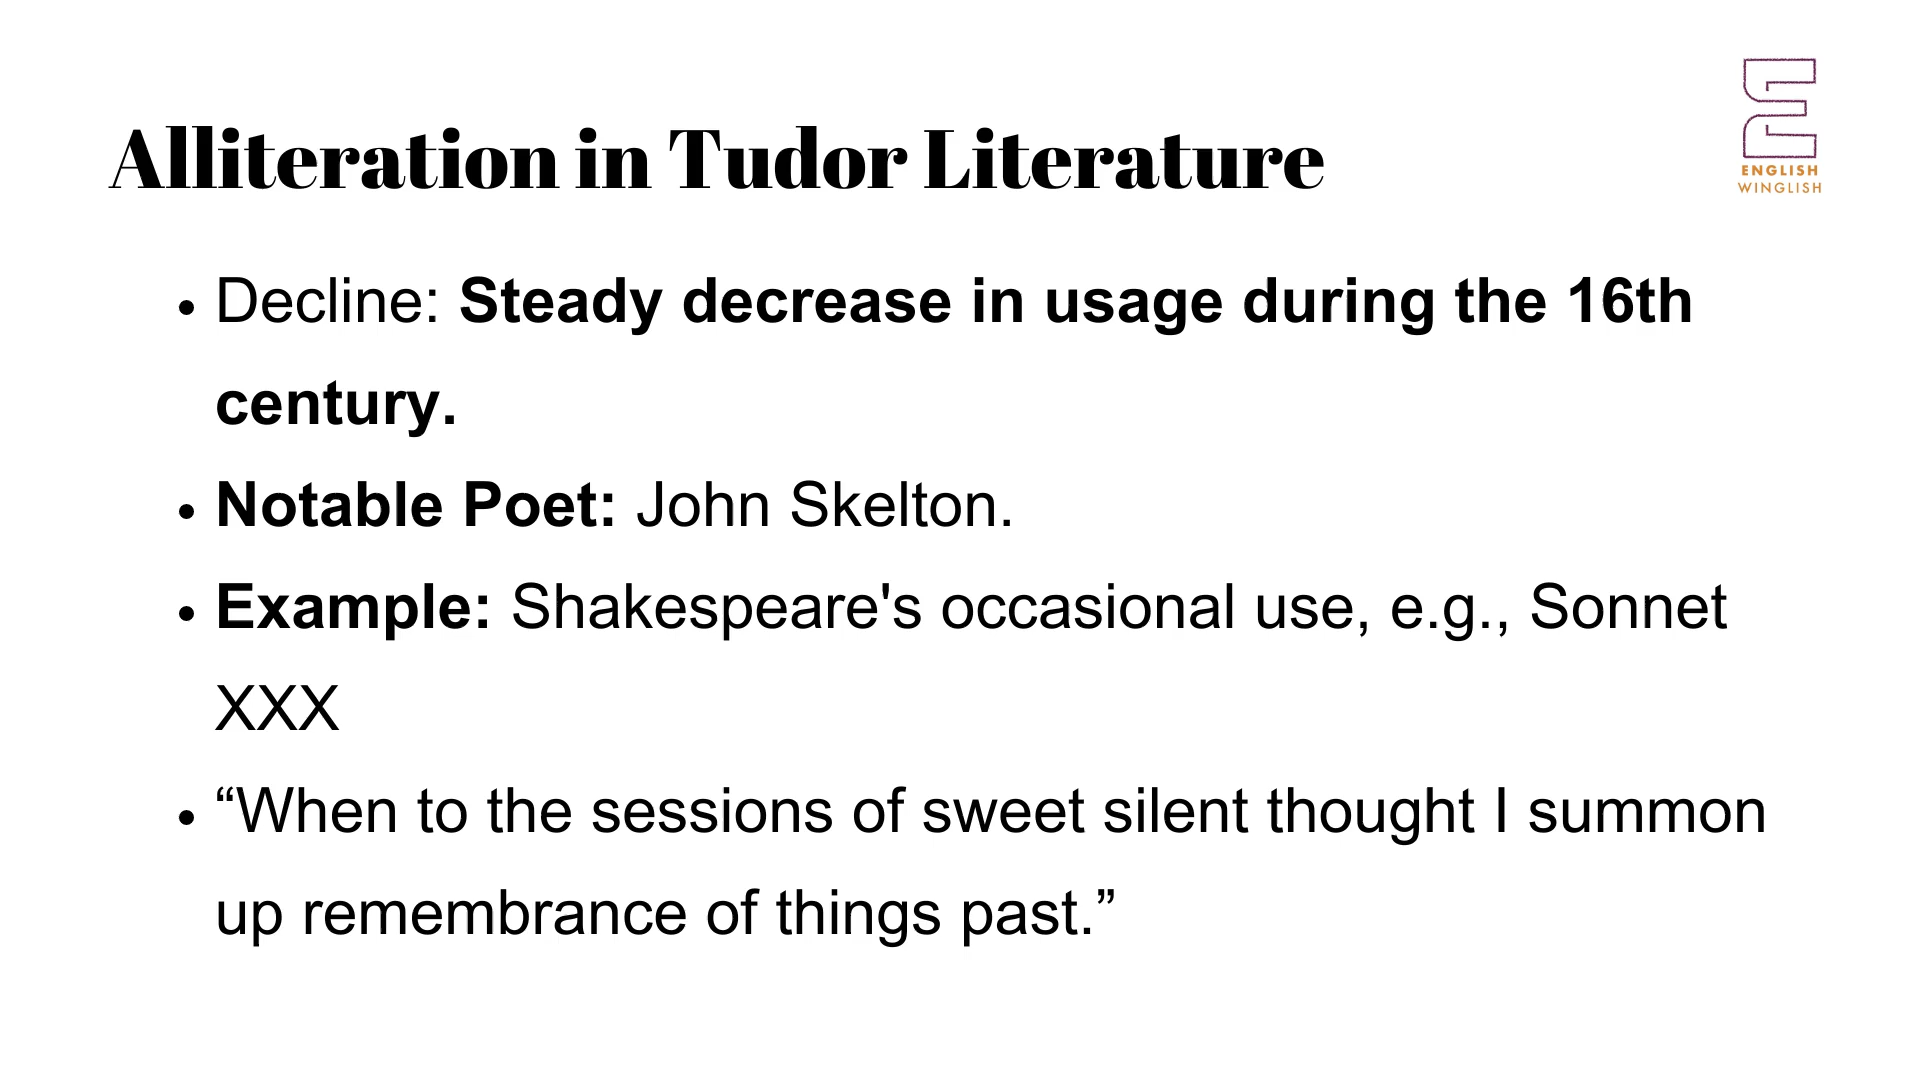 Alliteration in Tudor Literature
ENGLISH
WINGLISH
• Decline: Steady decrease in usage during the 16th
century.
• Notable Poet: John Skelton.
• Example: Shakespeare's occasional use, e.g., Sonnet
XXX
• “When to the sessions of sweet silent thought I summon
up remembrance of things past.”